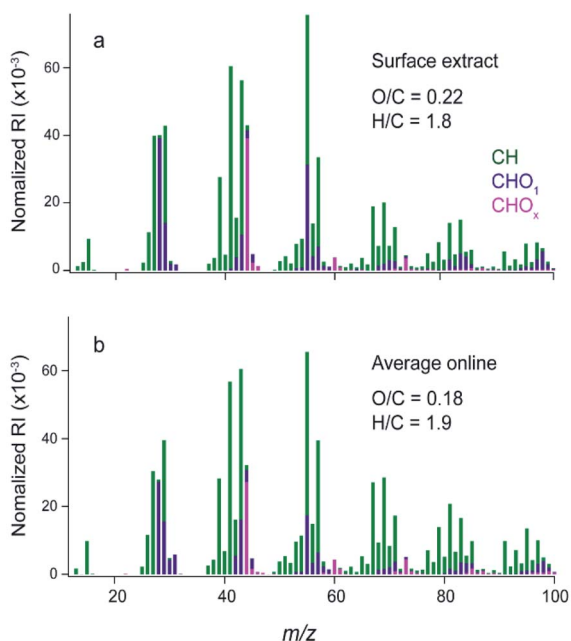 a
Surface extract
O/C = 0.22
H/C = 1.8
CH
CHO1
CHOx
Nomalized RI (x10-3)
60
40
20
0
b
Average online
O/C = 0.18
H/C = 1.9
Nomalized RI (x10-3)
60
40
20
0
20 40 60 80 100
m/z